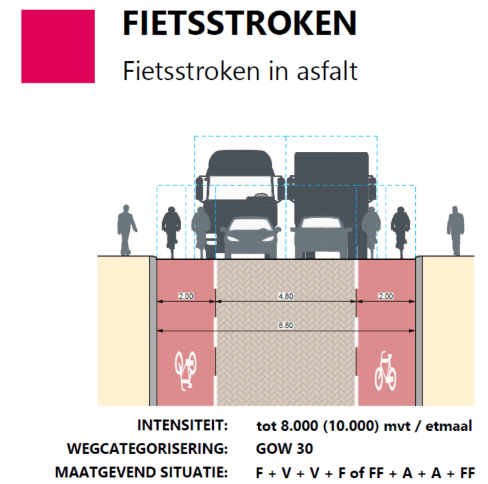 FIETSSTROKEN
Fietsstroken in asfalt
2.00 4.80 2.00
8.80
INTENSITEIT: tot 8.000 (10.000) mvt / etmaal
WEGCATEGORISERING: GOW 30
MAATGEVEND SITUATIE: F + V + V + F of FF + A + A + FF